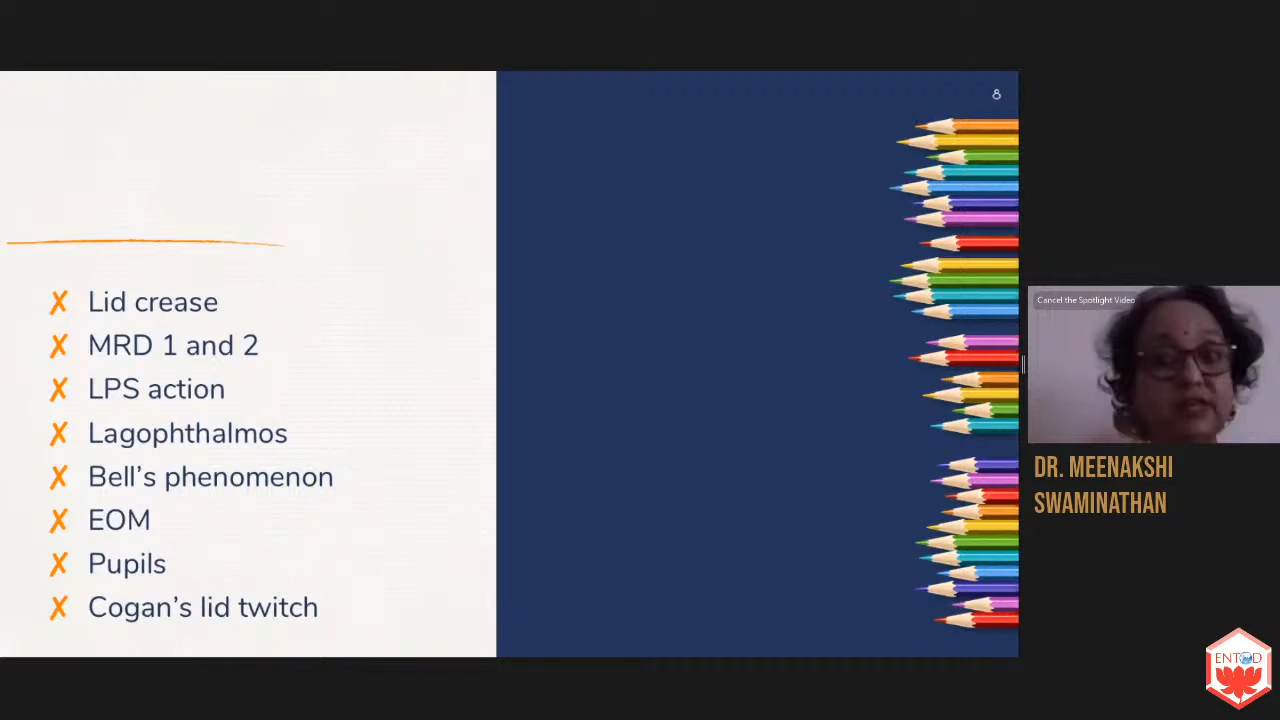 8
✗ Lid crease
✗ MRD 1 and 2
✗ LPS action
✗ Lagophthalmos
✗ Bell’s phenomenon
✗ EOM
✗ Pupils
✗ Cogan’s lid twitch
Cancel the Spotlight Video
DR. MEENAKSHI
SWAMINATHAN
ENTOD